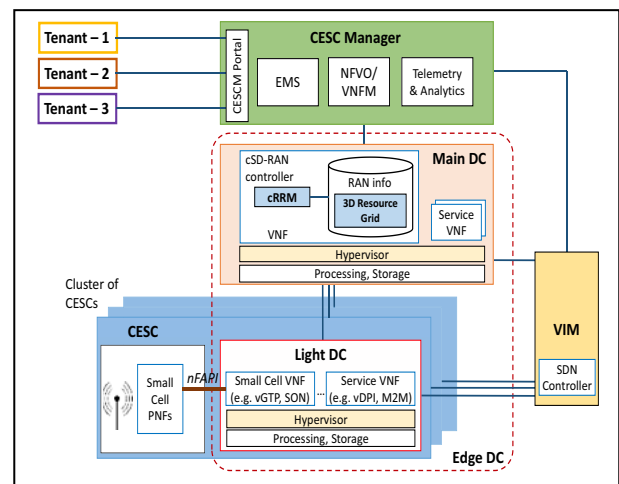 Tenant – 1
Tenant – 2
Tenant – 3
CESCM Portal
CESC Manager
EMS
NFVO/
VNFM
Telemetry
& Analytics
Main DC
cSD-RAN
controller
cRRM
VNF
RAN info
3D Resource
Grid
Service
VNF
Hypervisor
Processing, Storage
Cluster of
CESCs
CESC
Small
Cell
PNFs
nFAPI
Light DC
Small Cell VNF
(e.g. vGTP, SON)
...
Service VNF
(e.g. vDPI, M2M)
Hypervisor
Processing, Storage
Edge DC
VIM
SDN
Controller